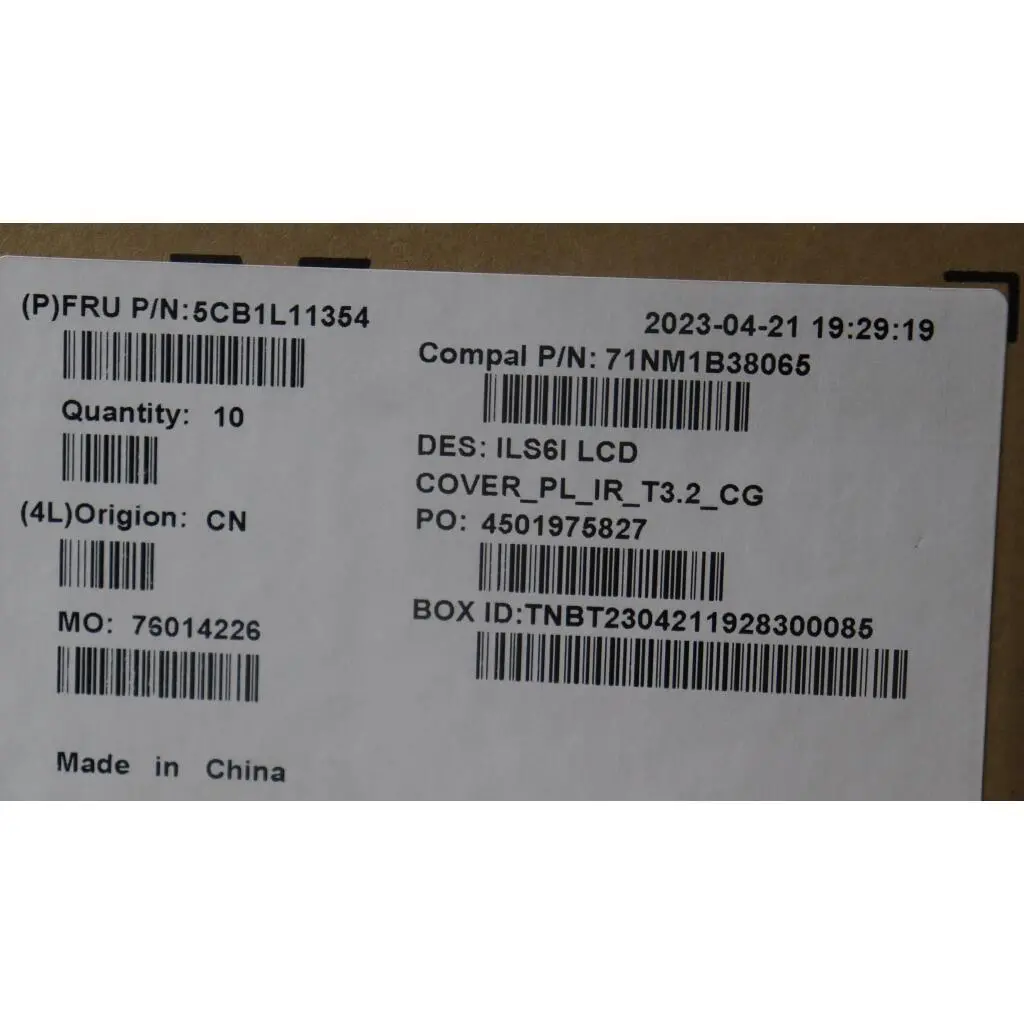 (P)FRU P/N:5CB1L11354
Quantity: 10
(4L)Origion: CN
MO: 76014226
Made in China
2023-04-21 19:29:19
Compal P/N: 71NM1B38065
DES: ILS6I LCD
COVER_PL_IR_T3.2_CG
PO: 4501975827
BOX ID:TNBT2304211928300085